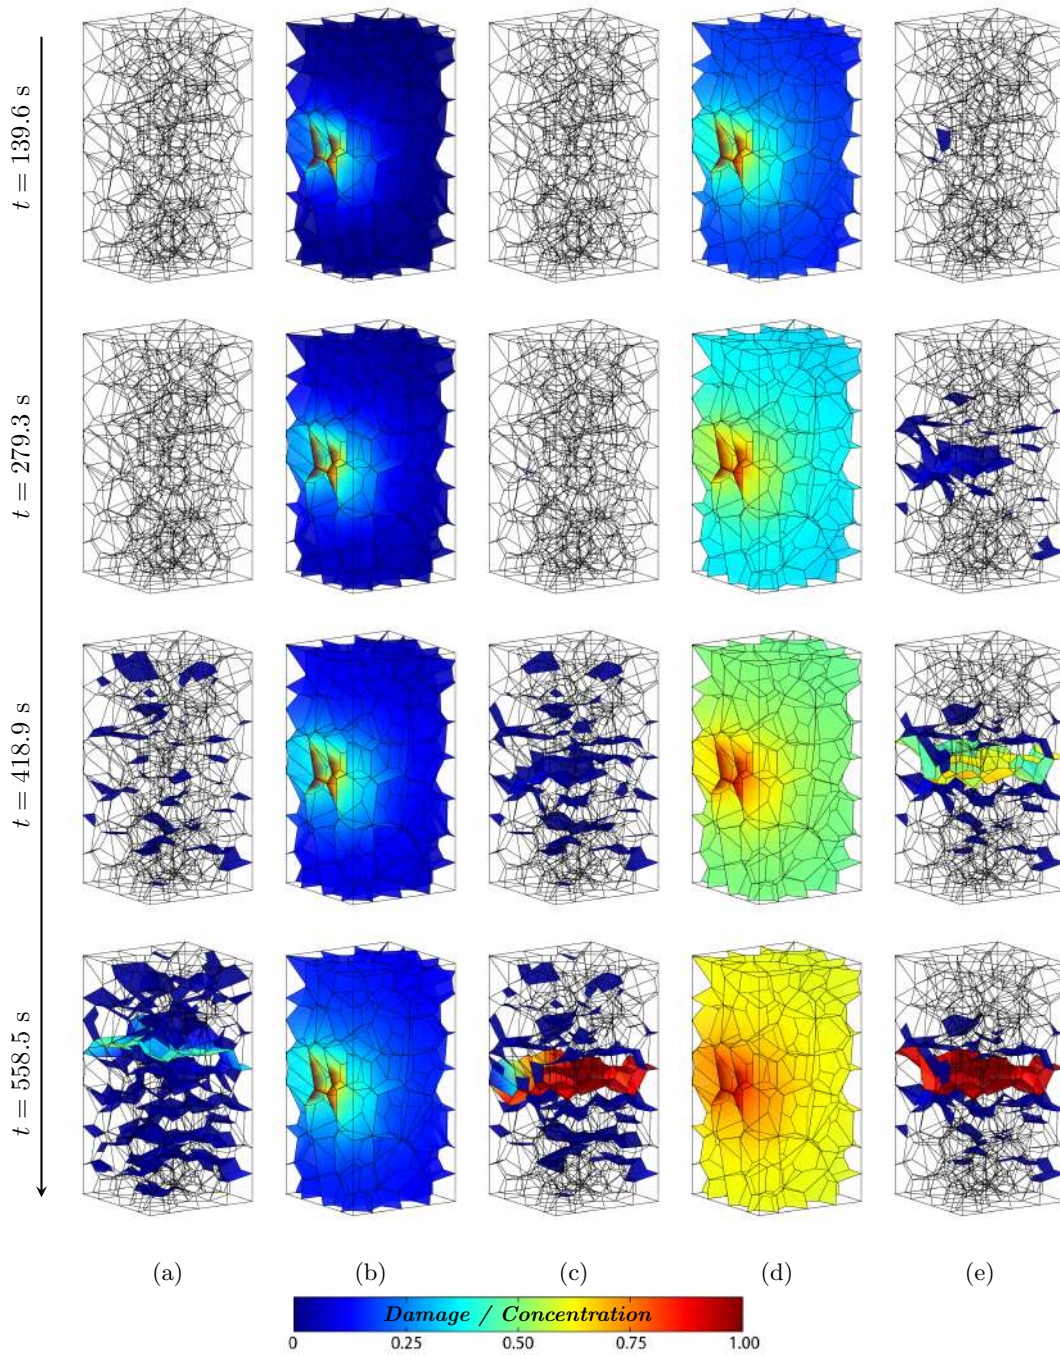 t = 139.6 s
t = 279.3 s
t = 418.9 s
t = 558.5 s
(a) (b) (c) (d) (e)
Damage / Concentration
0 0.25 0.50 0.75 1.00